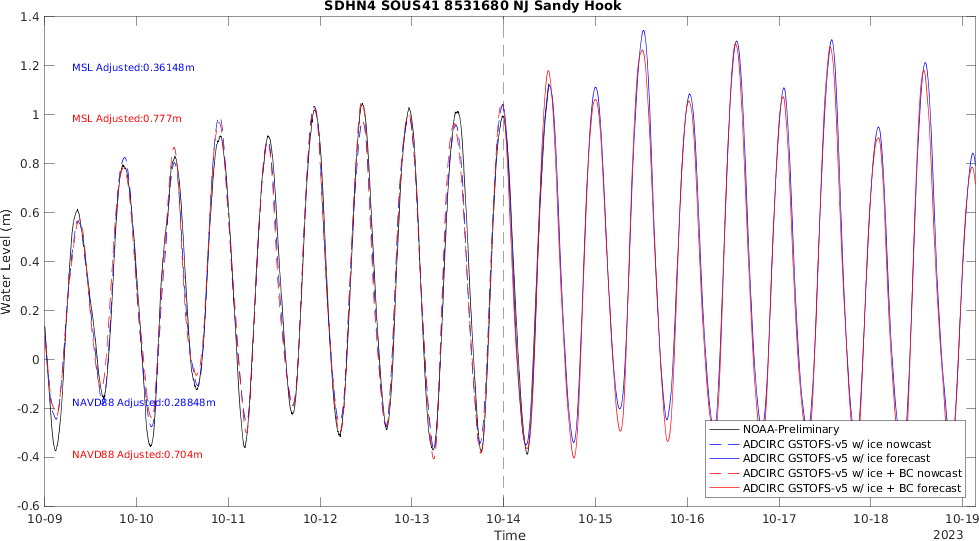 SDHN4 SOUS41 8531680 NJ Sandy Hook
1.4
1.2
1
0.8
0.6
0.4
0.2
0
-0.2
-0.4
-0.6
Water Level (m)
MSL Adjusted:0.36148m
MSL Adjusted:0.777m
NAVD88 Adjusted:0.28848m
NAVD88 Adjusted:0.704m
NOAA-Preliminary
ADCIRC GSTOFS-v5 w/ ice nowcast
ADCIRC GSTOFS-v5 w/ ice forecast
ADCIRC GSTOFS-v5 w/ ice + BC nowcast
ADCIRC GSTOFS-v5 w/ ice + BC forecast
10-09 10-10 10-11 10-12 10-13 10-14 10-15 10-16 10-17 10-18 10-19
Time
2023